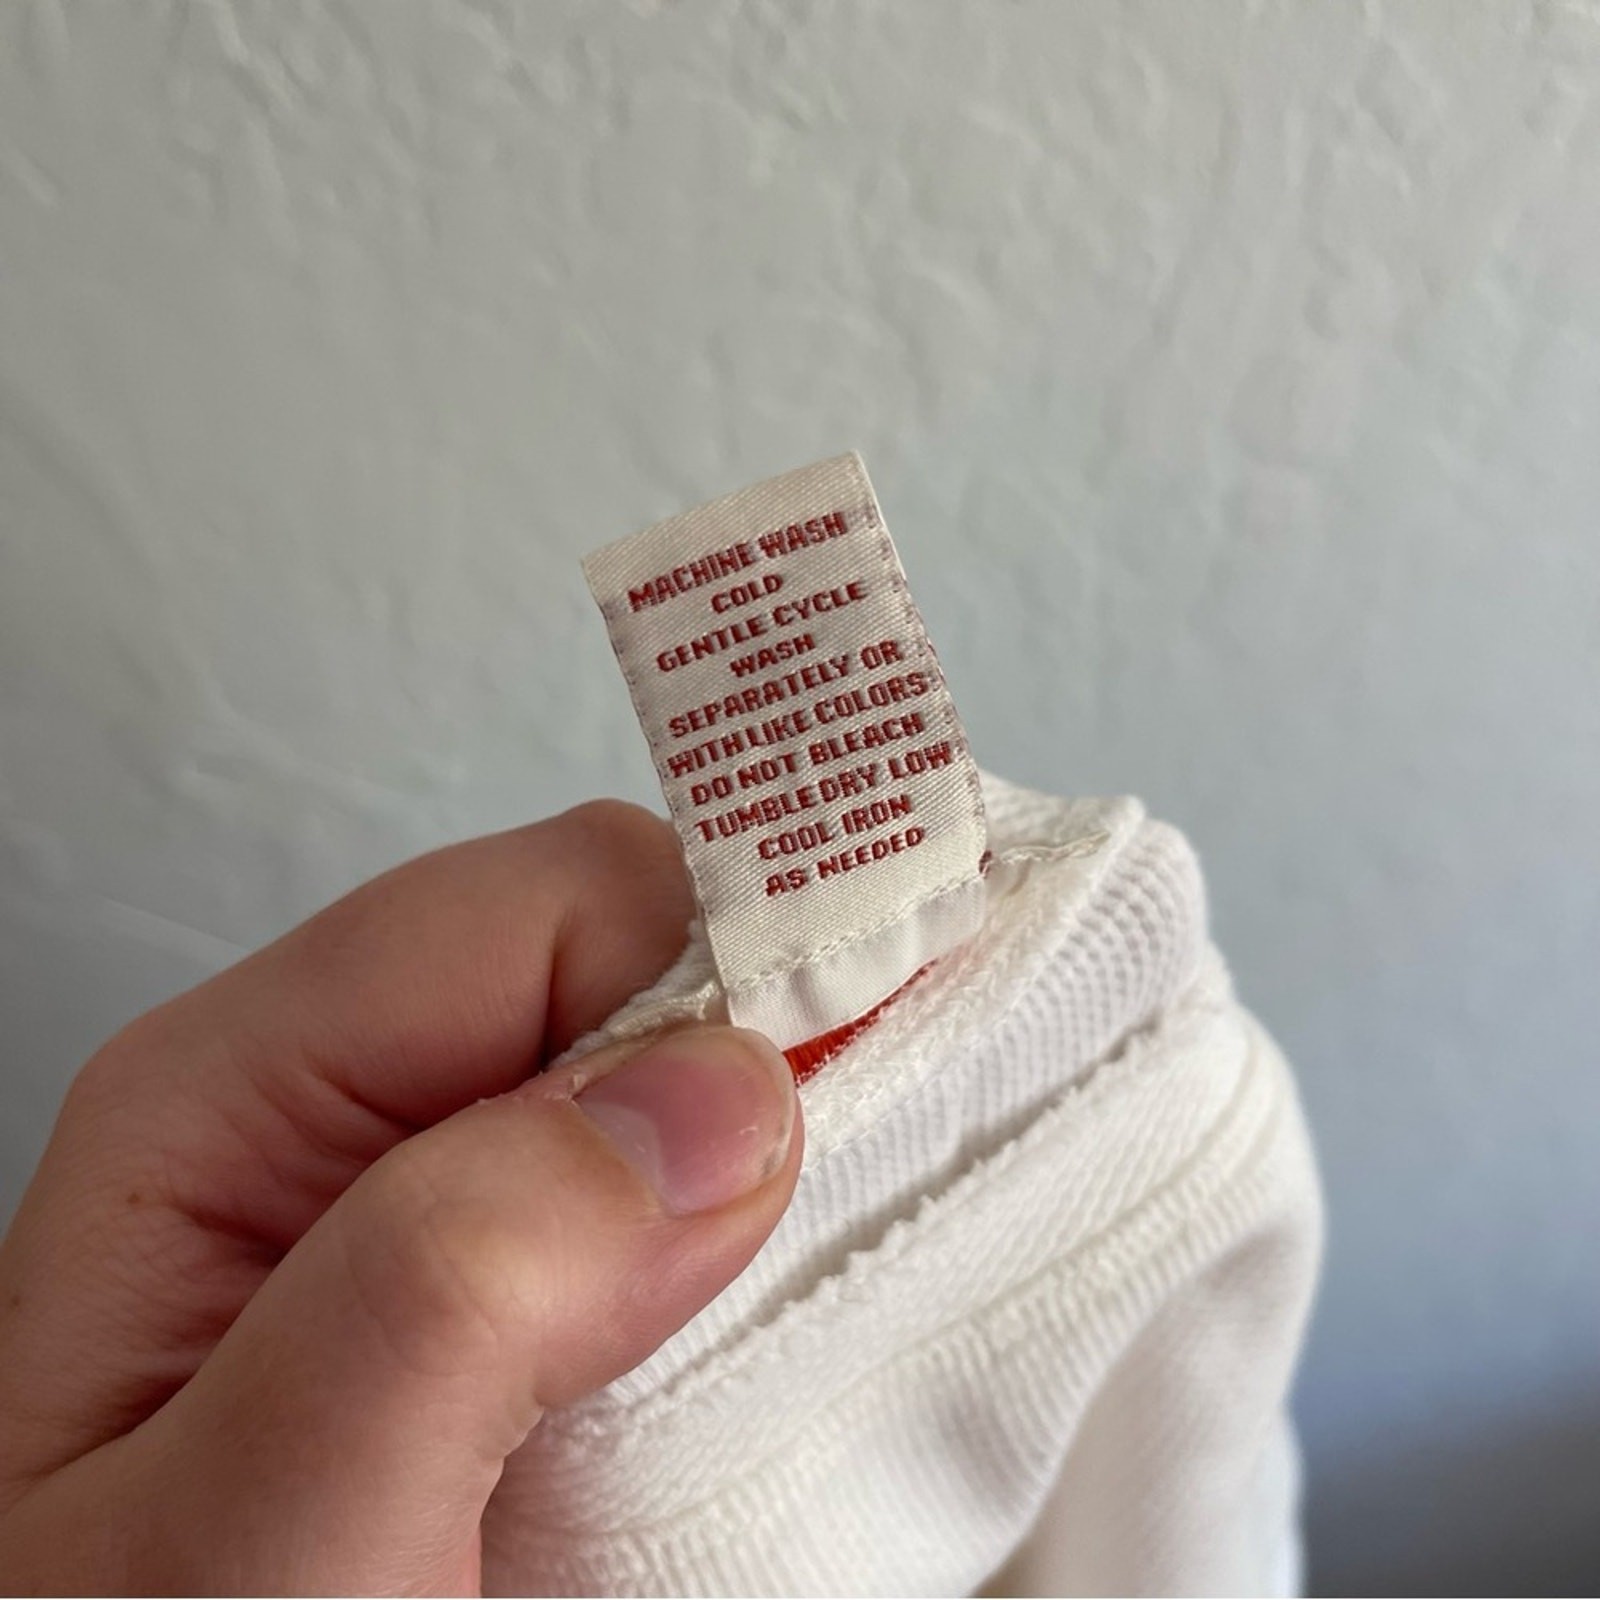 MACHINE WASH
COLD
GENTLE CYCLE
WASH
SEPARATELY OR
WITH LIKE COLORS
DO NOT BLEACH
TUMBLE DRY LOW
COOL IRON
AS NEEDED